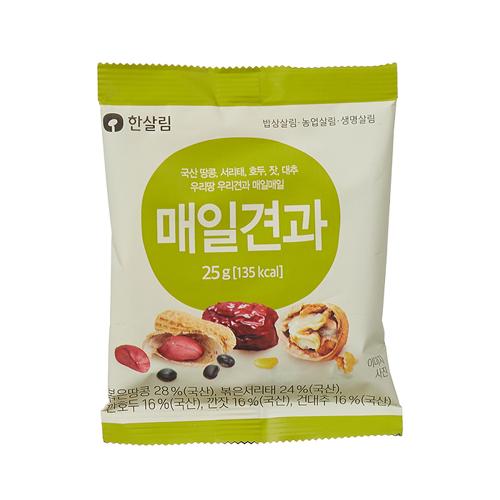 한살림
밥상살림·농업살림·생명살림
국산 땅콩, 서리태, 호두, 잣, 대추
우리땅 우리견과 매일매일
매일견과
25g[135 kcal]
사진
볶은땅콩 28%(국산), 볶은서리태 24%(국산),
깐호두 16%(국산), 깐잣 16%(국산), 건대추 16%(국산)